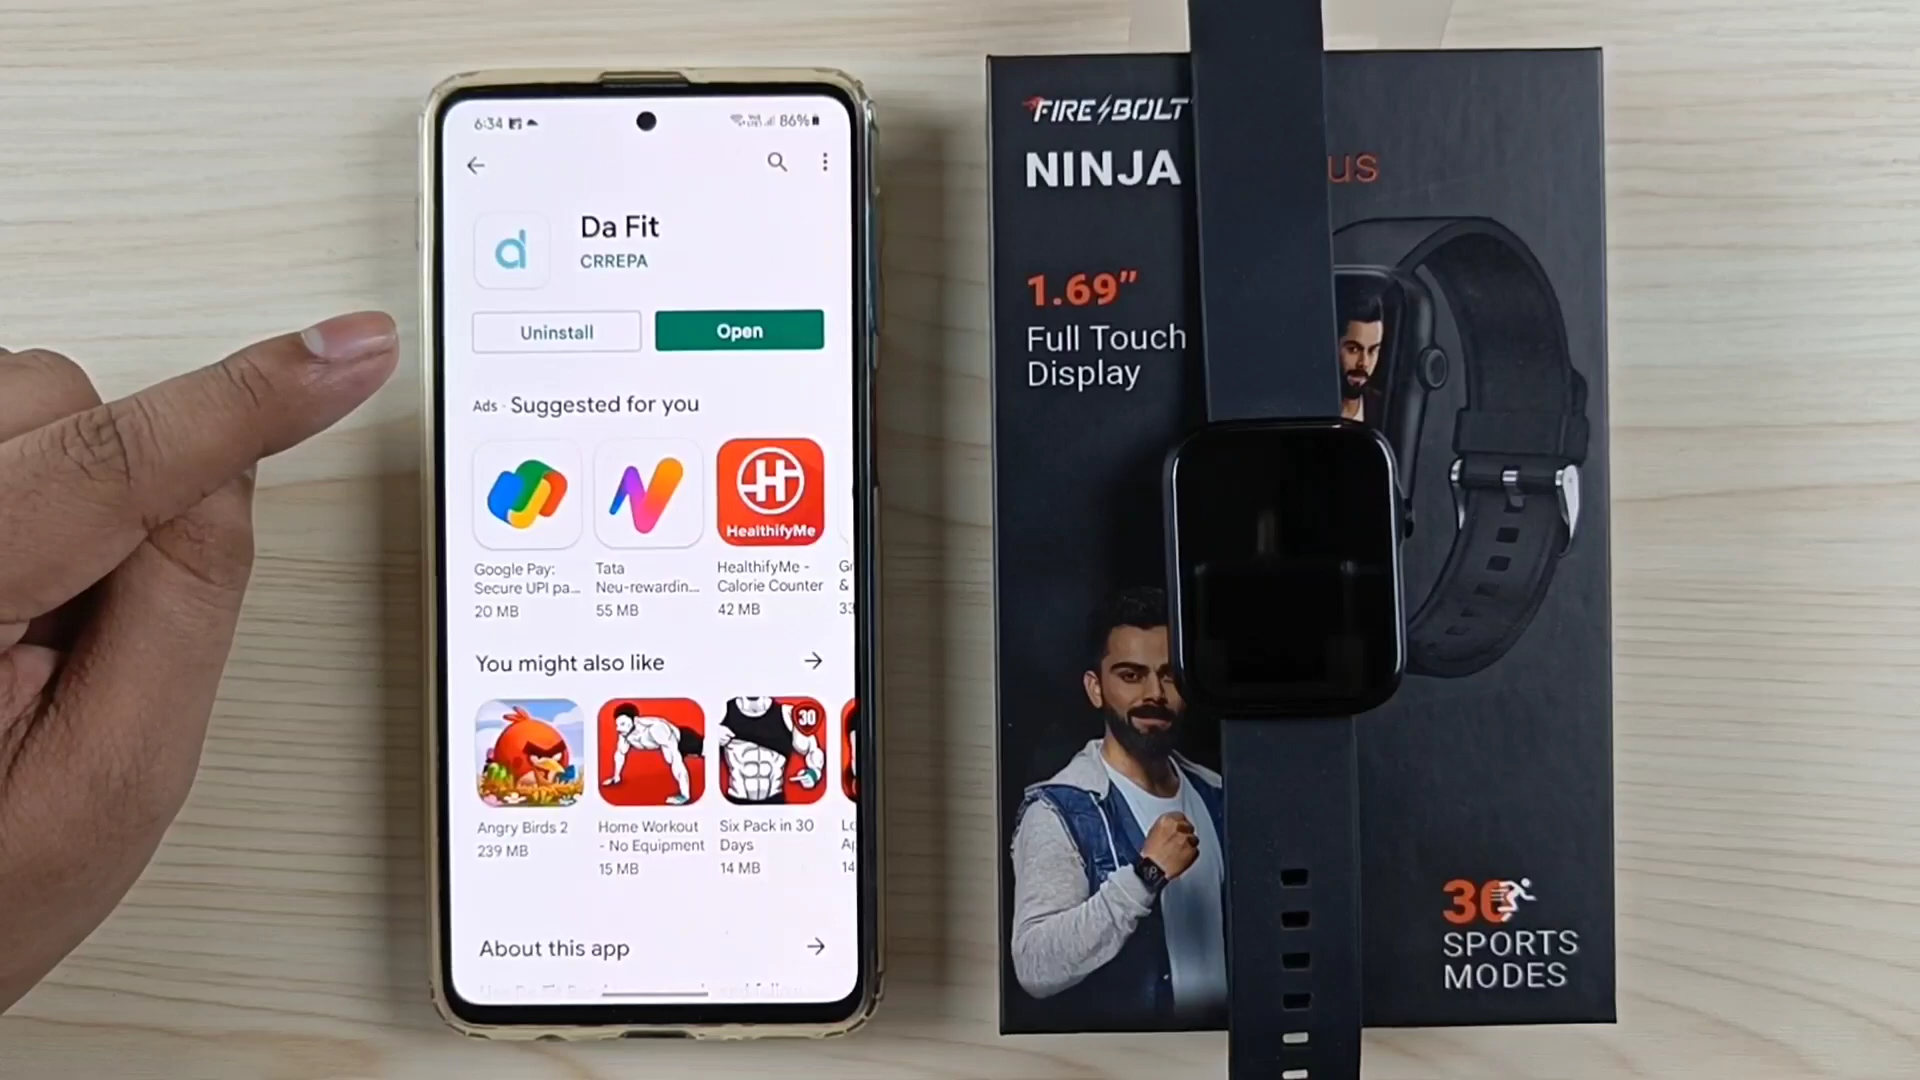 6:34
86%
Da Fit
CRREPA
Uninstall
Open
Ads · Suggested for you
HealthifyMe
Google Pay:
Secure UPI pa...
20 MB
Tata
Neu-rewardin...
55 MB
HealthifyMe -
Calorie Counter
42 MB
&
33
You might also like
30
Angry Birds 2
239 MB
Home Workout
- No Equipment
15 MB
Six Pack in 30
Days
14 MB
14
About this app
FIRE BOLT
NINJA
us
1.69"
Full Touch
Display
30
SPORTS
MODES